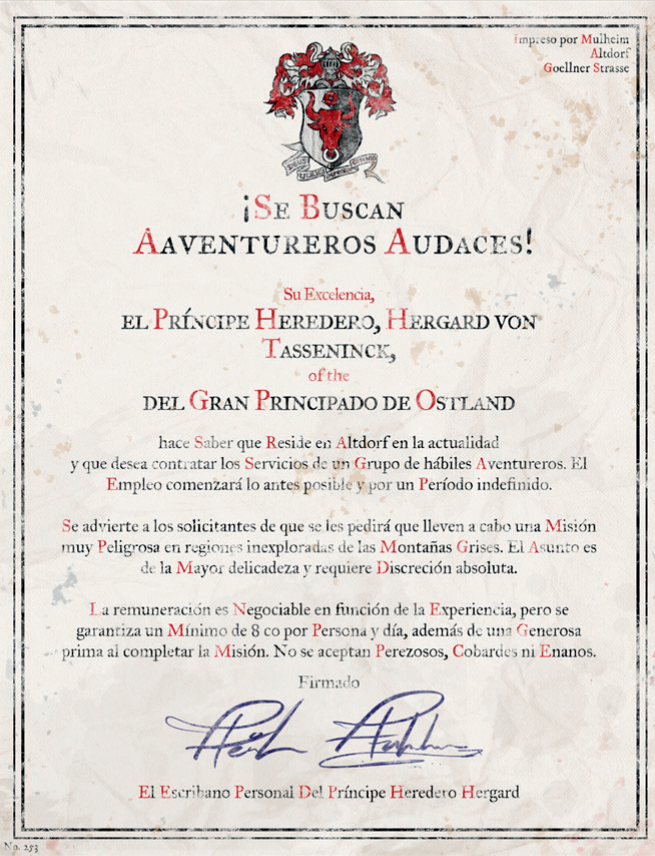 Impreso por Mulheim
Altdorf
Goellner Strasse
¡Se Buscan
Aaventureros Audaces!
Su Excelencia,
el Príncipe Heredero, Hergard von
Tasseninck,
of the
del Gran Principado de Ostland
hace Saber que Reside en Altdorf en la actualidad
y que desea contratar los Servicios de un Grupo de hábiles Aventureros. El
Empleo comenzará lo antes posible y por un Período indefinido.
Se advierte a los solicitantes de que se les pedirá que lleven a cabo una Misión
muy Peligrosa en regiones inexploradas de las Montañas Grises. El Asunto es
de la Mayor delicadeza y requiere Discreción absoluta.
La remuneración es Negociable en función de la Experiencia, pero se
garantiza un Mínimo de 8 co por Persona y día, además de una Generosa
prima al completar la Misión. No se aceptan Perezosos, Cobardes ni Enanos.
Firmado
El Escribano Personal Del Príncipe Heredero Hergard
No. 253